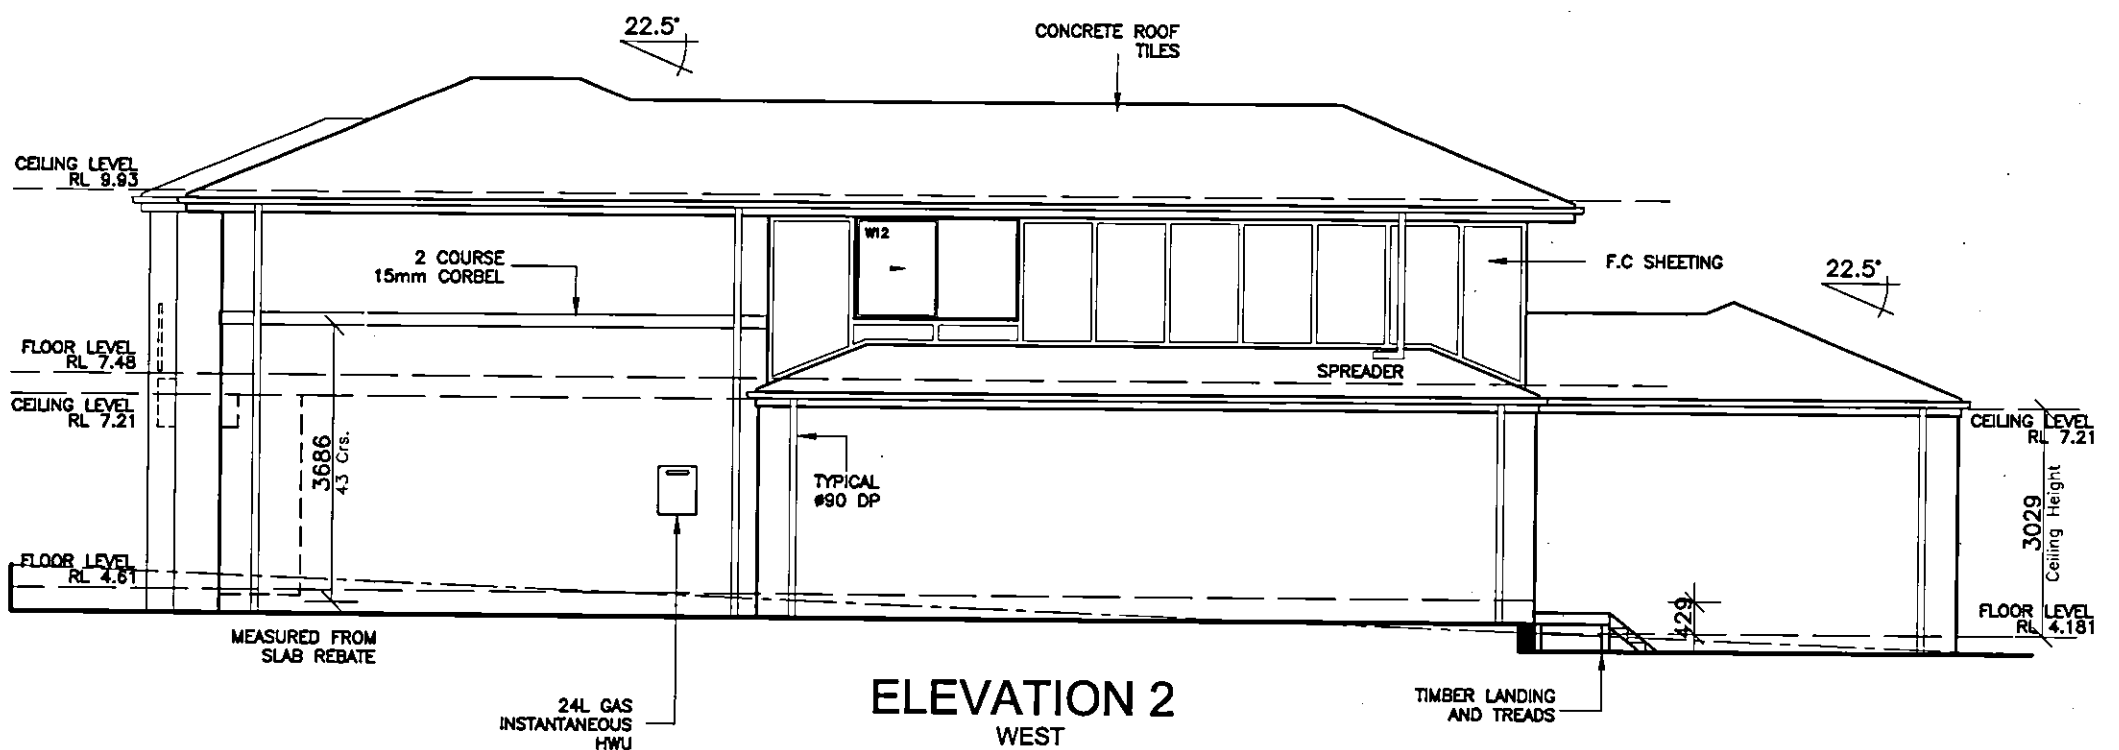 22.5°
CONCRETE ROOF
TILES
CEILING LEVEL
RL 9.93
2 COURSE
15mm CORBEL
W12
F.C SHEETING
22.5°
FLOOR LEVEL
RL 7.48
SPREADER
CEILING LEVEL
RL 7.21
CEILING LEVEL
RL 7.21
3686
43 Crs.
TYPICAL
ø90 DP
3029
Ceiling Height
FLOOR LEVEL
RL 4.61
429
FLOOR LEVEL
RL 4.181
MEASURED FROM
SLAB REBATE
24L GAS
INSTANTANEOUS
HWU
ELEVATION 2
WEST
TIMBER LANDING
AND TREADS